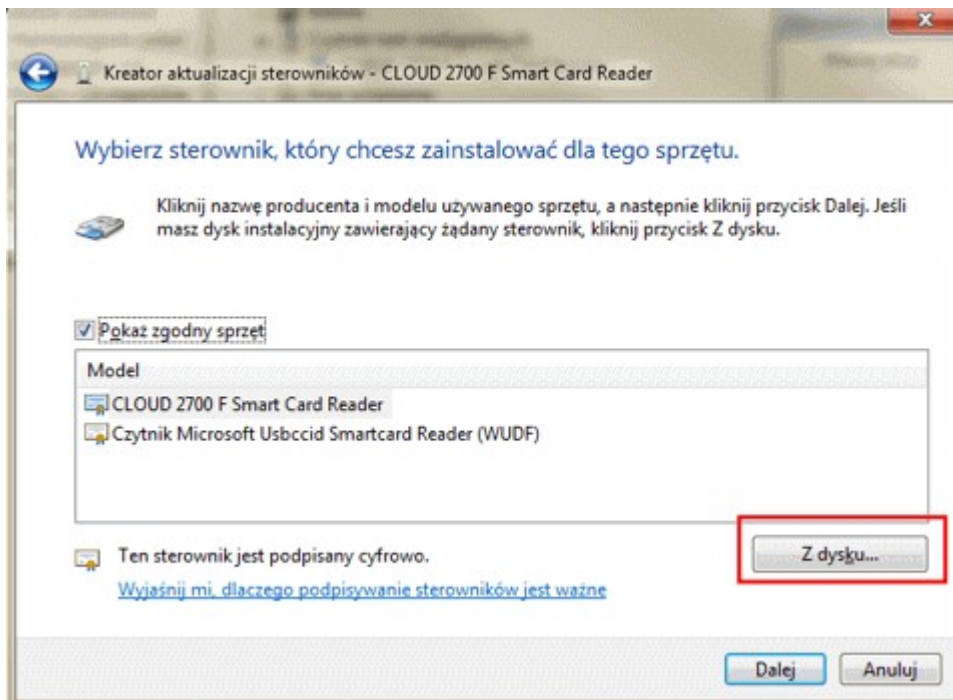 Kreator aktualizacji sterowników - CLOUD 2700 F Smart Card Reader
Wybierz sterownik, który chcesz zainstalować dla tego sprzętu.
Kliknij nazwę producenta i modelu używanego sprzętu, a następnie kliknij przycisk Dalej. Jeśli
masz dysk instalacyjny zawierający żądany sterownik, kliknij przycisk Z dysku.
Pokaż zgodny sprzęt
Model
CLOUD 2700 F Smart Card Reader
Czytnik Microsoft Usbccid Smartcard Reader (WUDF)
Ten sterownik jest podpisany cyfrowo.
Z dysku...
Wyjaśnij mi, dlaczego podpisywanie sterowników jest ważne
Dalej
Anuluj